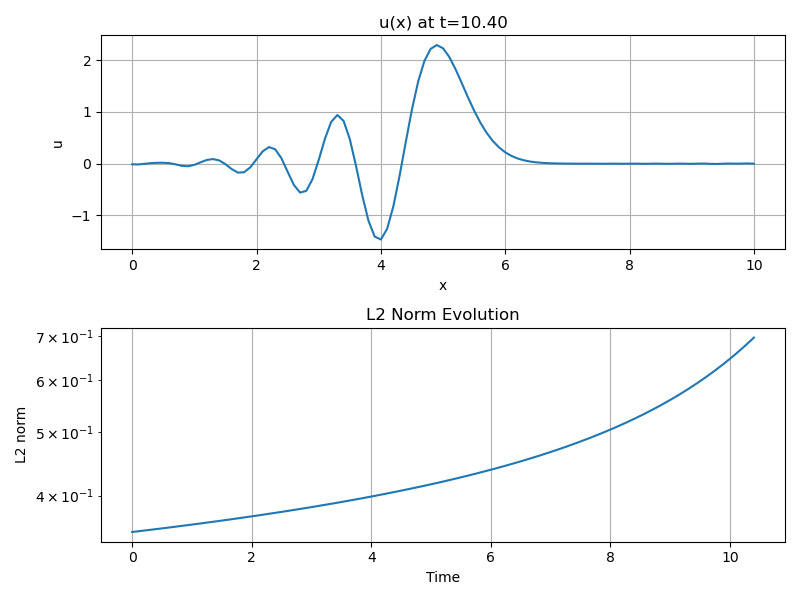 u(x) at t=10.40
u
2
1
0
−1
0 2 4 6 8 10
x
L2 Norm Evolution
L2 norm
7 × 10⁻¹
6 × 10⁻¹
5 × 10⁻¹
4 × 10⁻¹
0 2 4 6 8 10
Time